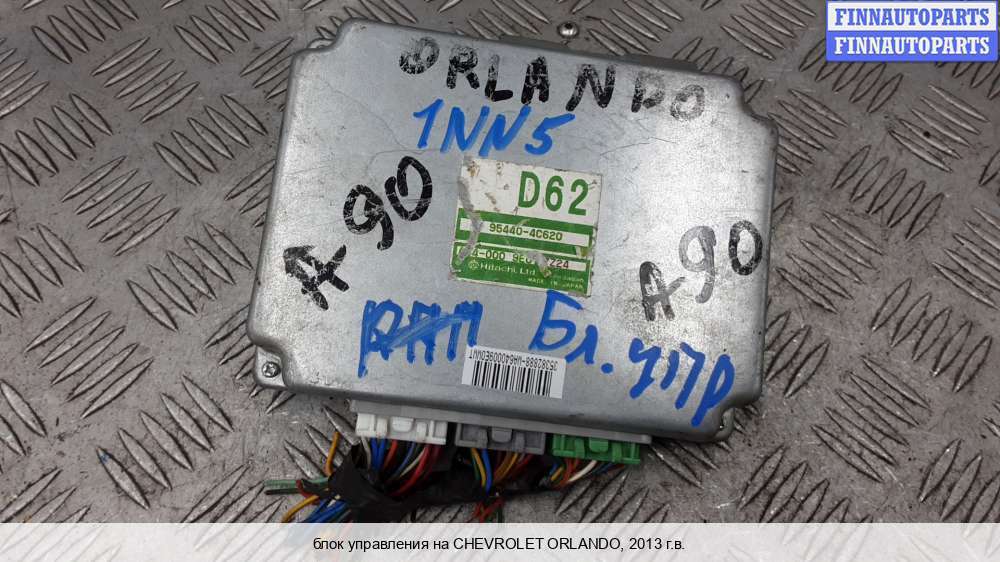 FINNAUTOPARTS
FINNAUTOPARTS
ORLANDO
1NN5
D62
95440-4C620
Hitachi, Ltd.
MADE IN JAPAN
A90
A90
Бл. упр
блок управления на CHEVROLET ORLANDO, 2013 г.в.